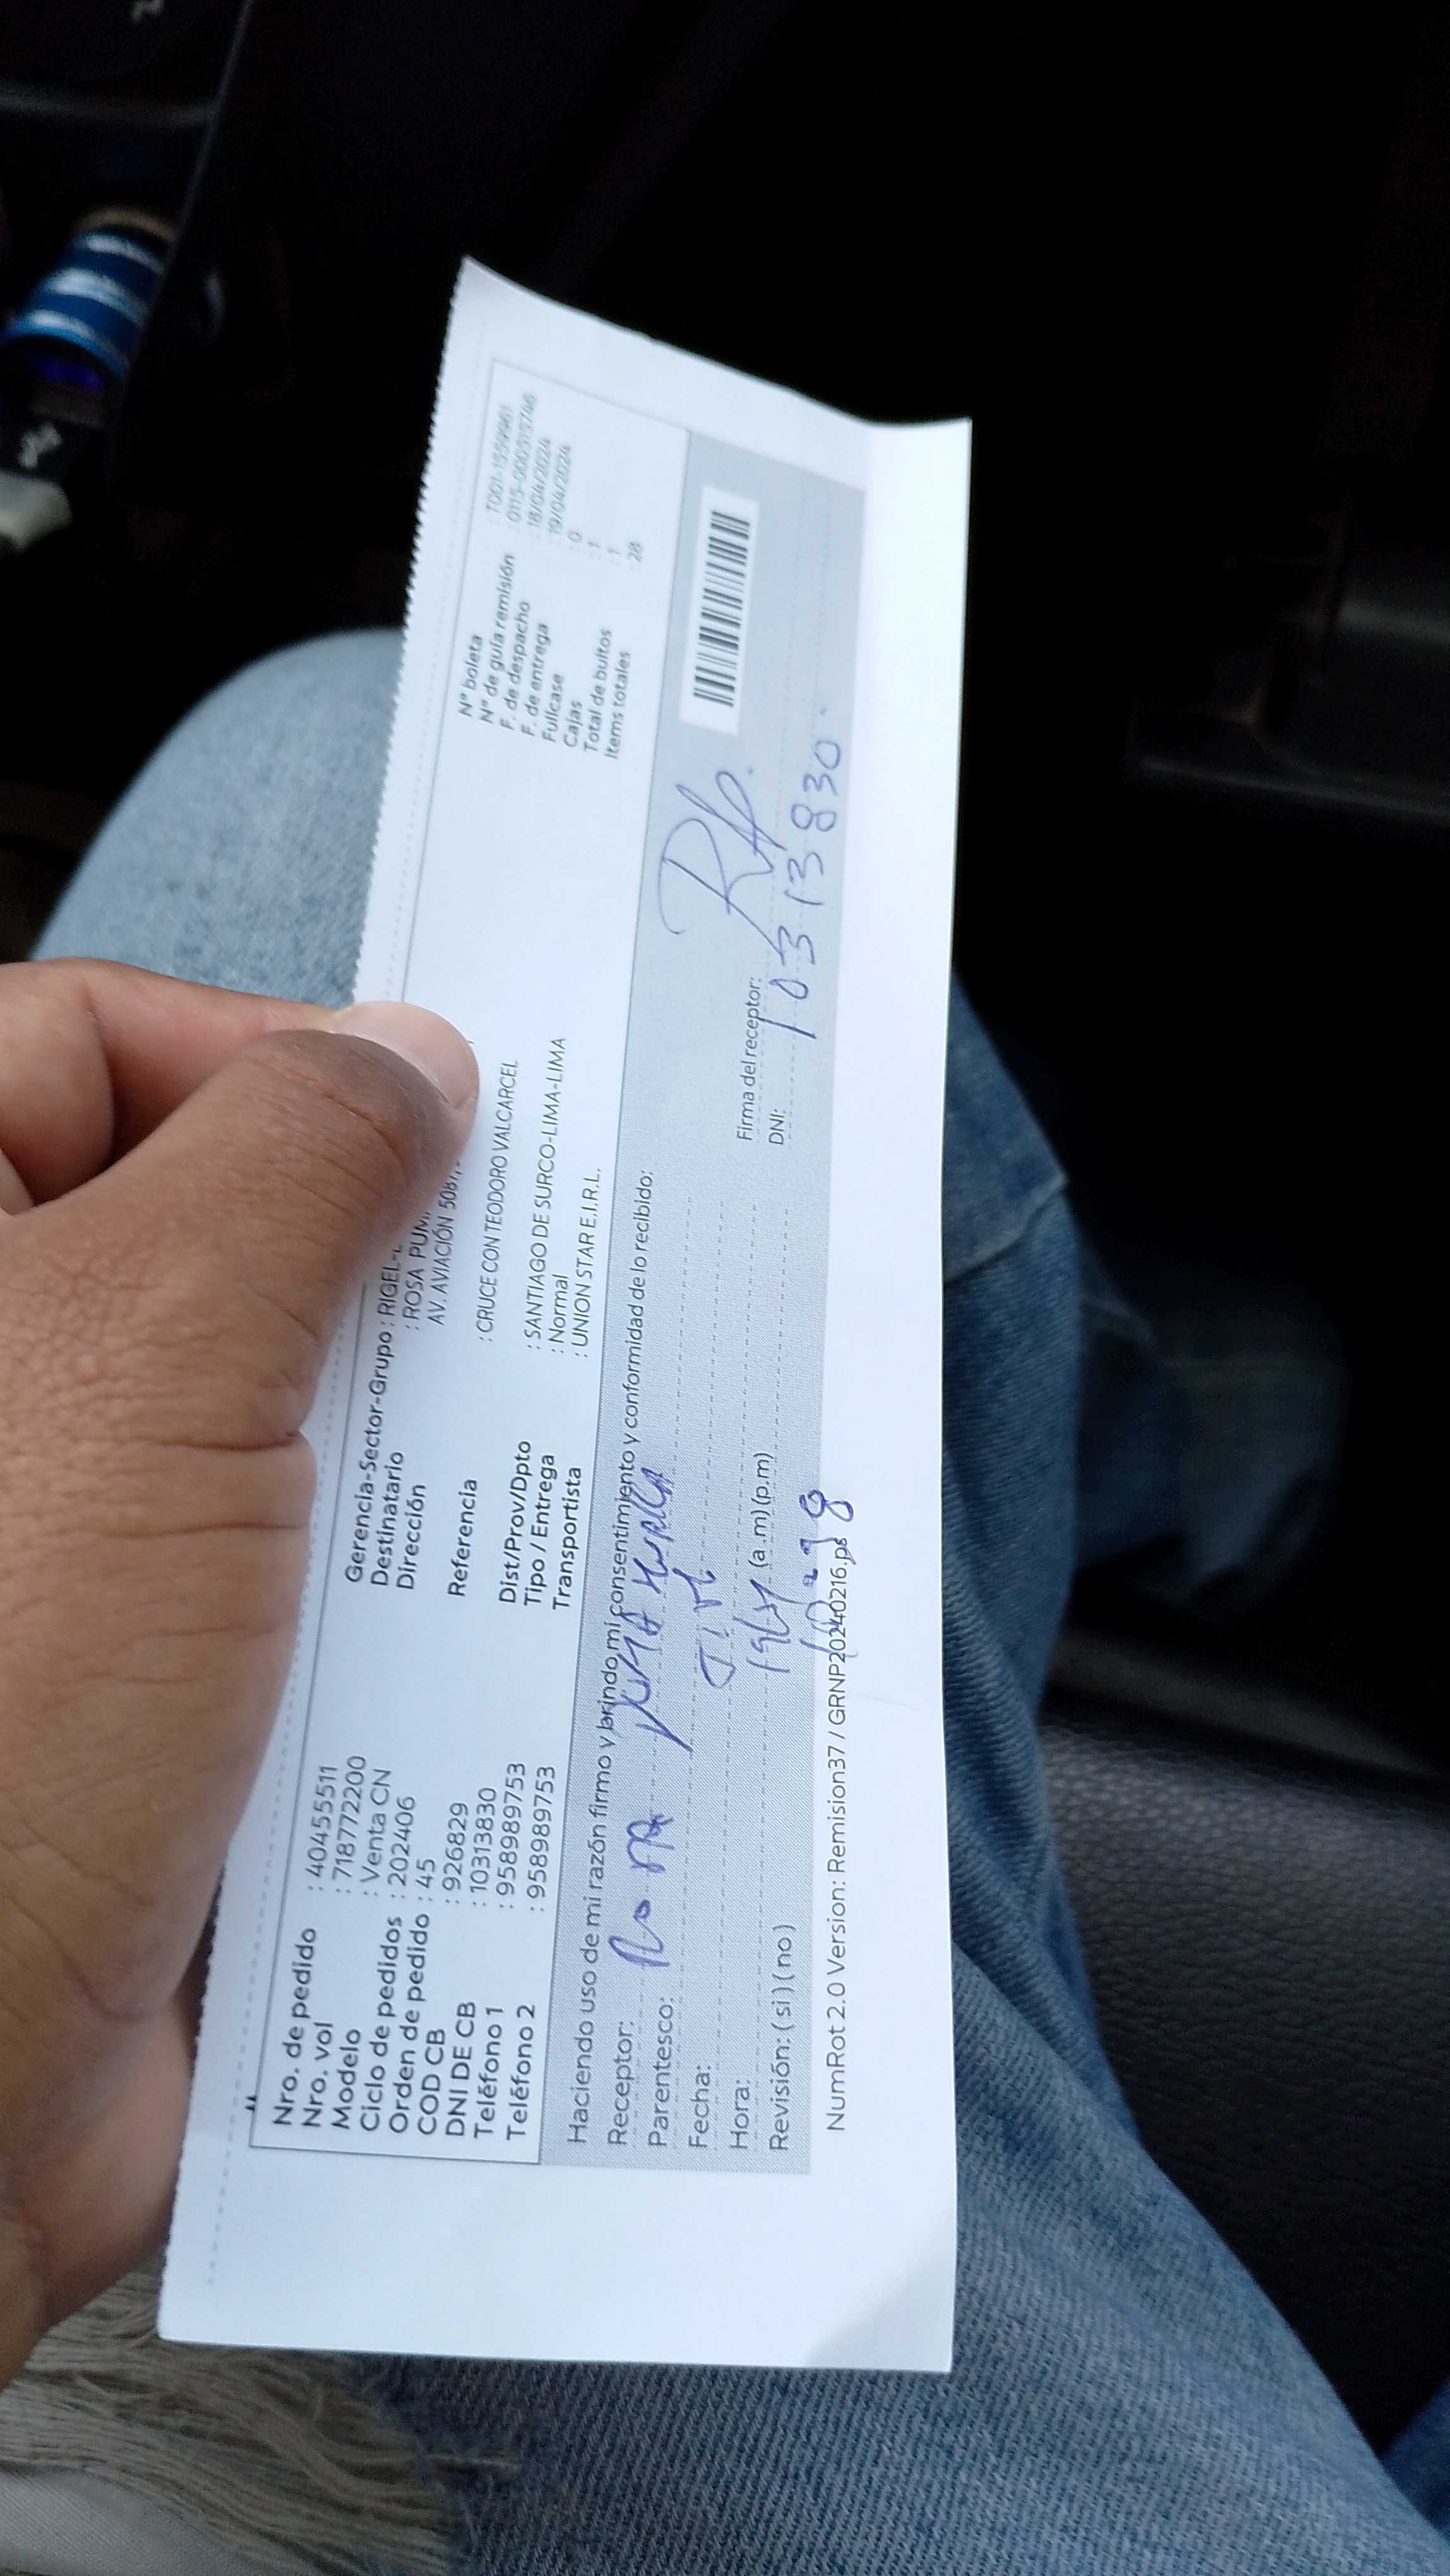 Nro. de pedido : 40455511
Nro. vol : 718772200
Modelo : Venta CN
Ciclo de pedidos : 202406
Orden de pedido : 45
COD CB : 926829
DNI DE CB : 10313830
Teléfono 1 : 958989753
Teléfono 2 : 958989753
Gerencia-Sector-Grupo : RIGEL-
Destinatario : ROSA
Dirección AV. AVIACIÓN 5081,
Referencia : CRUCE CON TEODORO VALCARCEL
Dist/Prov/Dpto : SANTIAGO DE SURCO-LIMA-LIMA
Tipo / Entrega : Normal
Transportista : UNION STAR E.I.R.L.
N° boleta : T001-1559961
N° de guía remisión : 0115-000515746
F. de despacho : 18/04/2024
F. de entrega : 19/04/2024
Fullcase : 0
Cajas : 1
Total de bultos : 1
Items totales : 28
Haciendo uso de mi razón firmo y brindo mi consentimiento y conformidad de lo recibido:
Receptor:
Parentesco:
Fecha:
Hora: (a.m)(p.m)
Revisión: (si)(no)
Firma del receptor:
DNI: 10313830
NumRot 2.0 Version: Remision37 / GRNP20240216.ps